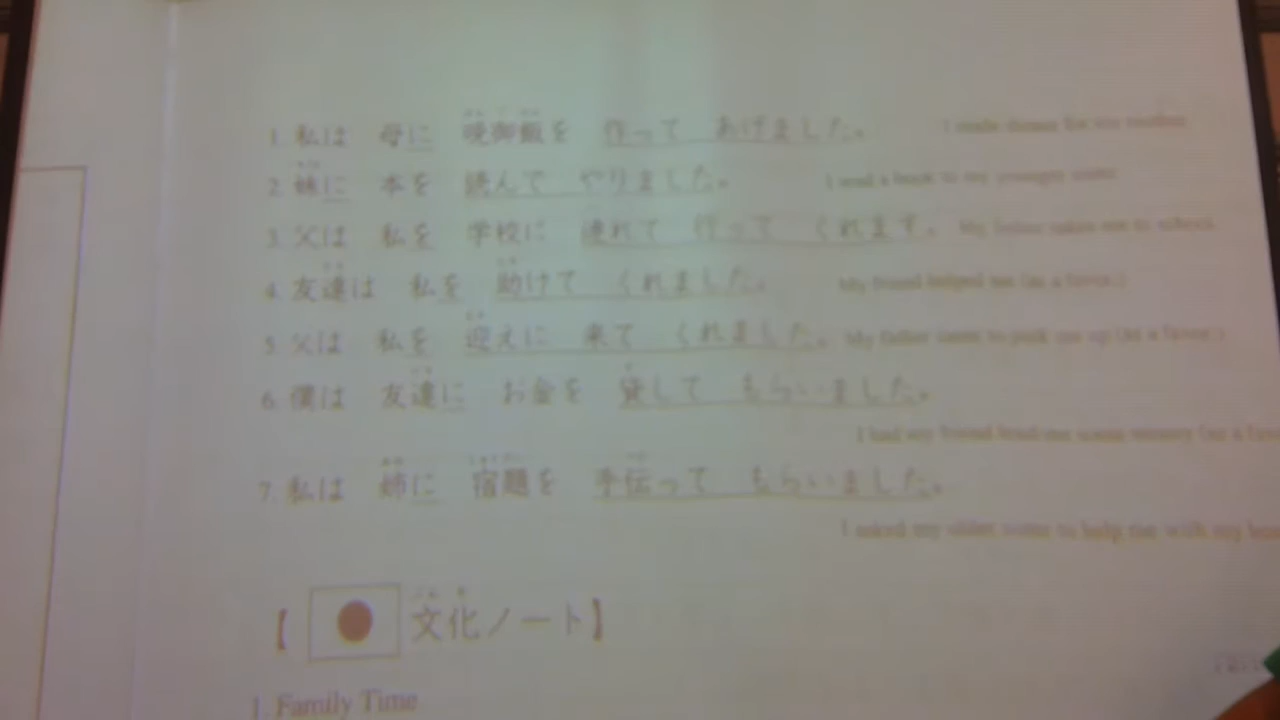 1. 私は 母に 晩御飯を 作って あげました。
2. 妹に 本を 読んで やりました。 I read a book to my younger sister.
3. 父は 私を 学校に 連れて 行って くれます。 My father takes me to school.
4. 友達は 私を 助けて くれました。 My friend helped me (as a favor.)
5. 父は 私を 迎えに 来て くれました。 My father came to pick me up (as a favor.)
6. 僕は 友達に お金を 貸して もらいました。
I had my friend lend me some money (as a
7. 私は 姉に 宿題を 手伝って もらいました。
I asked my older sister to help me with my
【文化ノート】
1. Family Time